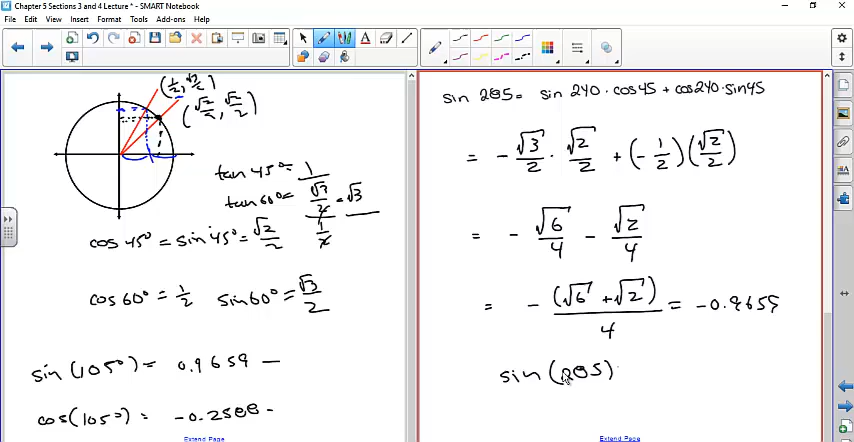 Chapter 5 Sections 3 and 4 Lecture * - SMART Notebook
File Edit View Insert Format Tools Add-ons Help
(1/2, √3/2)
(√2/2, √2/2)
tan 45° = 1
tan 60° = (√3/2)/(1/2) = √3
cos 45° = sin 45° = √2/2
cos 60° = 1/2 sin 60° = √3/2
sin(105°) = 0.9659 –
cos(105°) = -0.2588 -
Extend Page
sin 285 = sin 240 · cos 45 + cos 240 · sin 45
= - √3/2 · √2/2 + (-1/2)(√2/2)
= - √6/4 - √2/4
= - (√6 + √2)/4 = -0.9659
sin(285)
Extend Page